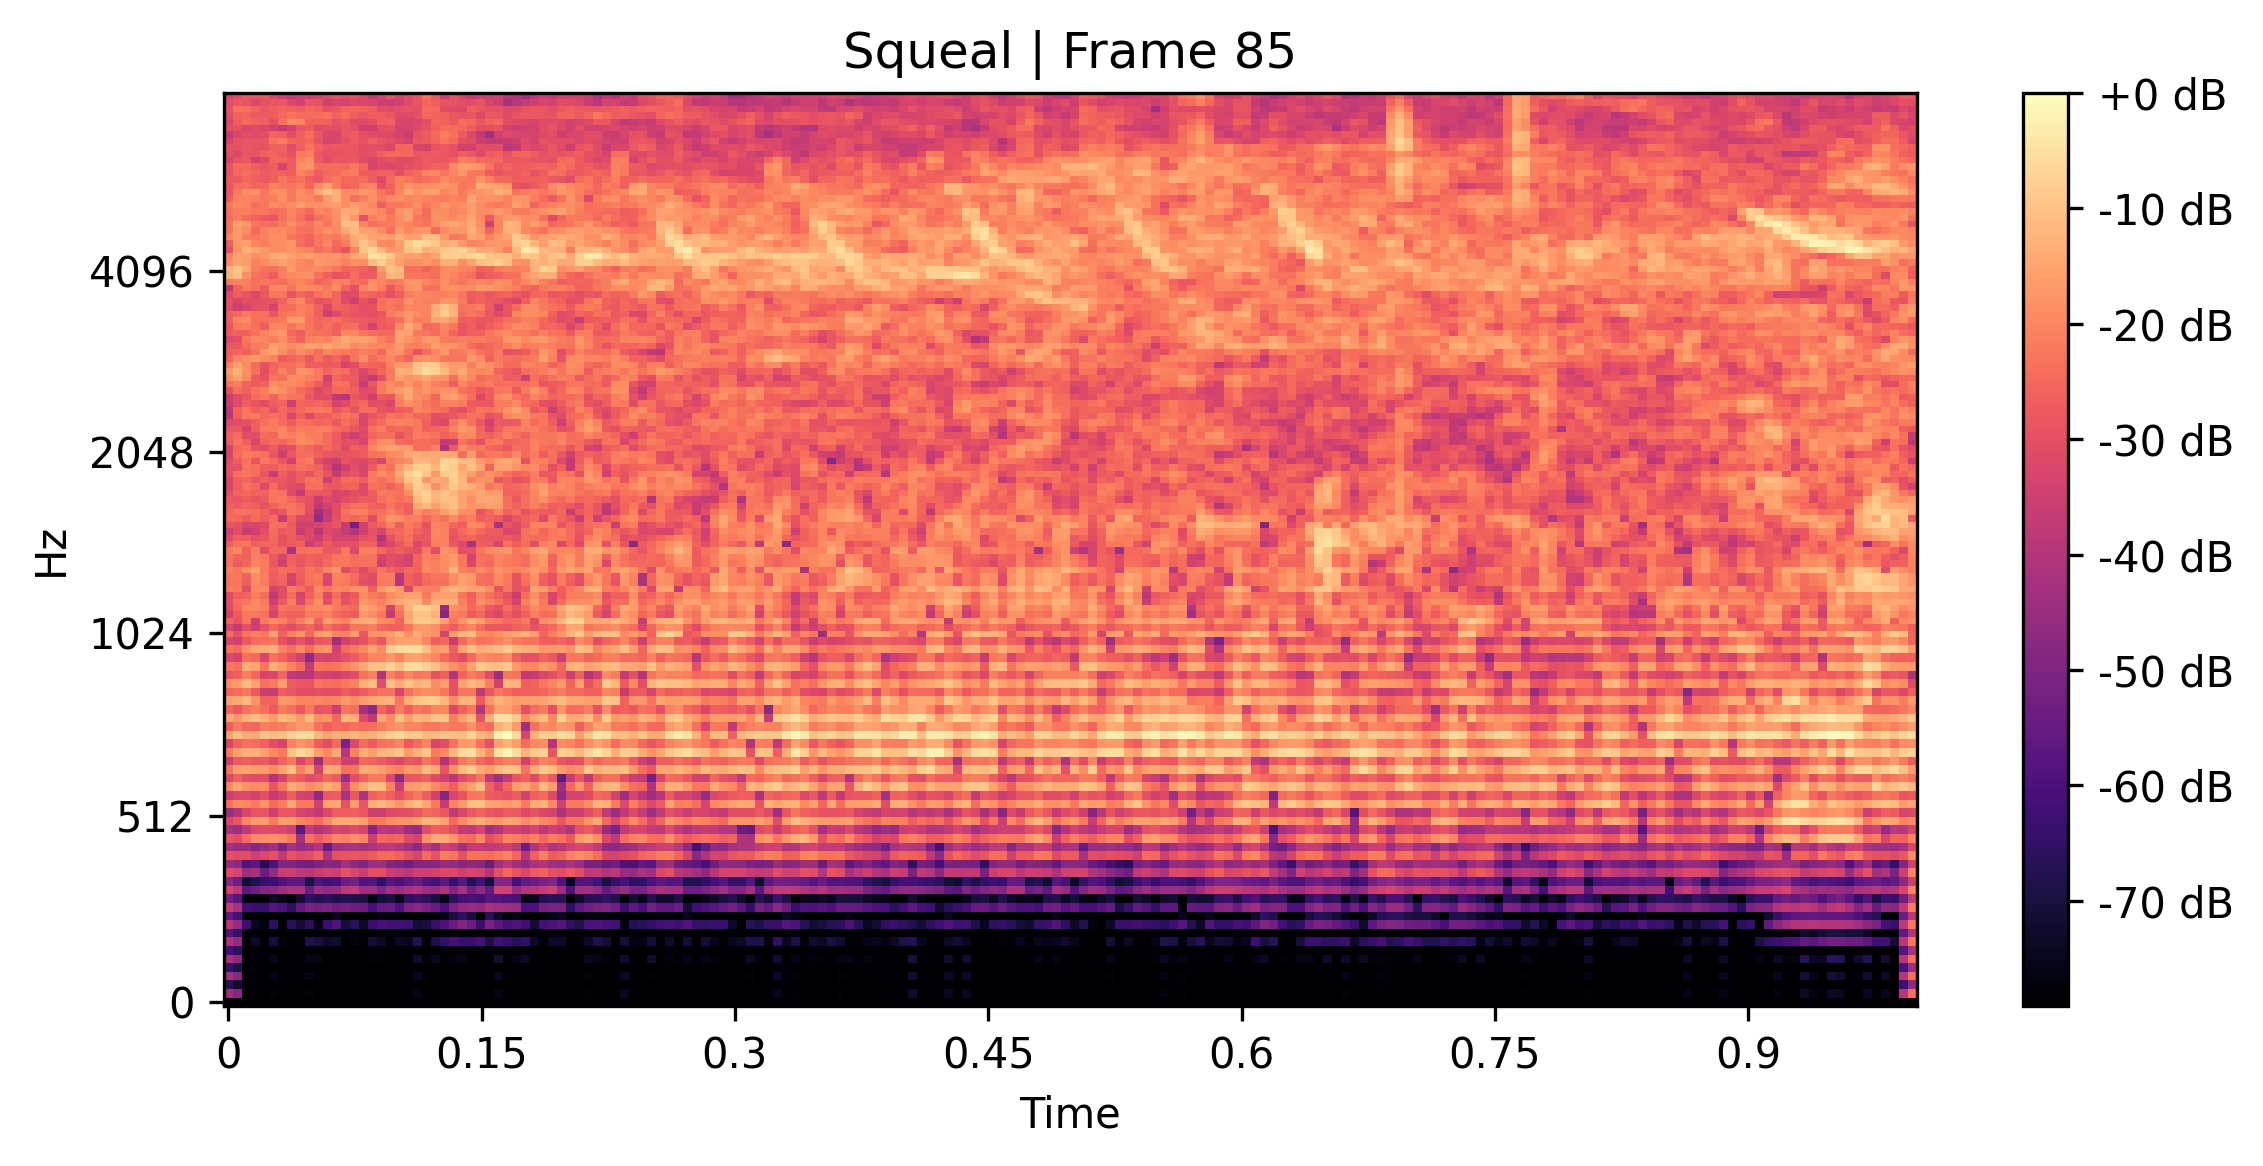 Squeal | Frame 85
+0 dB
-10 dB
-20 dB
-30 dB
-40 dB
-50 dB
-60 dB
-70 dB
Hz
4096
2048
1024
512
0
0 0.15 0.3 0.45 0.6 0.75 0.9
Time